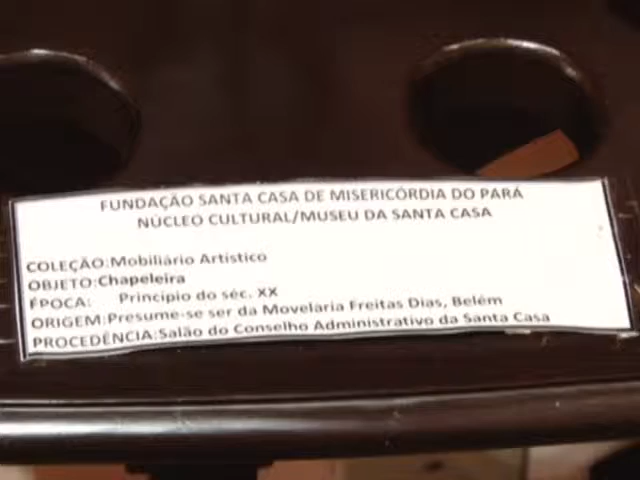 FUNDAÇÃO SANTA CASA DE MISERICÓRDIA DO PARÁ
NÚCLEO CULTURAL/MUSEU DA SANTA CASA
COLEÇÃO:Mobiliário Artístico
OBJETO:Chapeleira
ÉPOCA: Princípio do séc. XX
ORIGEM:Presume-se ser da Movelaria Freitas Dias, Belém
PROCEDÊNCIA:Salão do Conselho Administrativo da Santa Casa